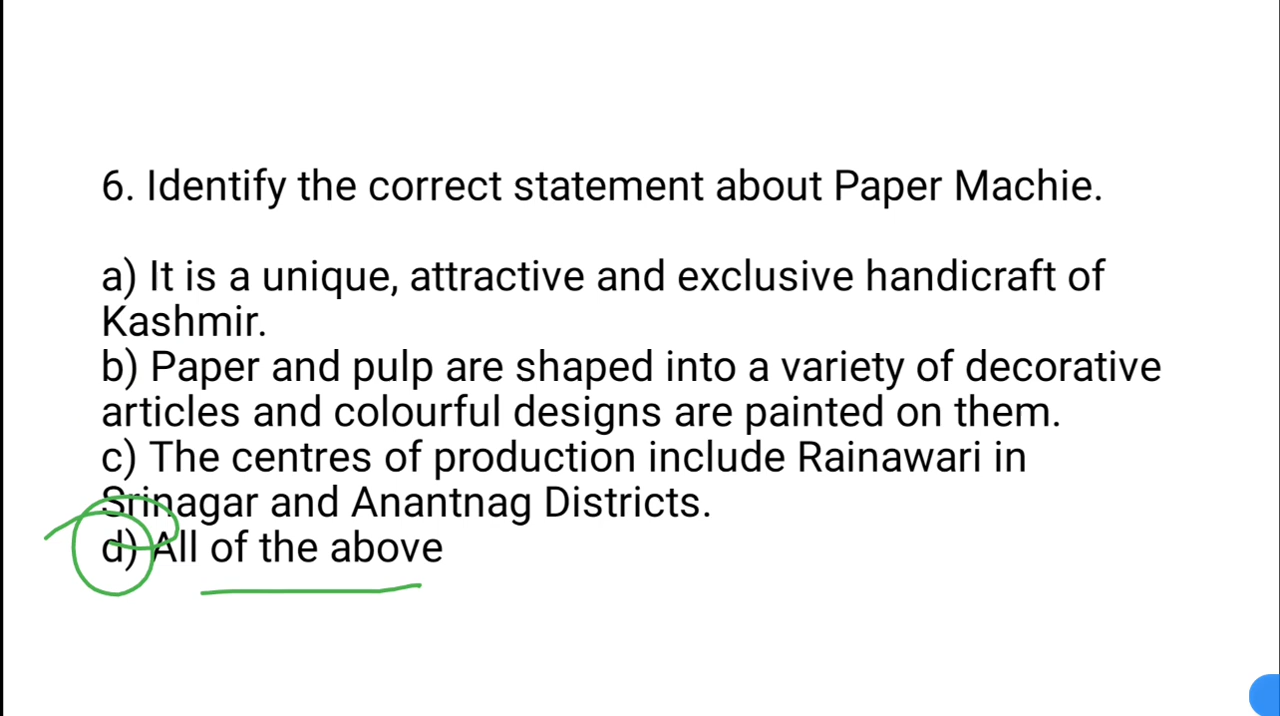 6. Identify the correct statement about Paper Machie.
a) It is a unique, attractive and exclusive handicraft of
Kashmir.
b) Paper and pulp are shaped into a variety of decorative
articles and colourful designs are painted on them.
c) The centres of production include Rainawari in
Srinagar and Anantnag Districts.
d) All of the above